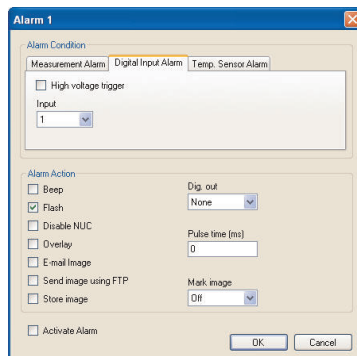 Alarm 1
Alarm Condition
Measurement Alarm Digital Input Alarm Temp. Sensor Alarm
High voltage trigger
Input
1
Alarm Action
Beep
Flash
Disable NUC
Overlay
E-mail Image
Send image using FTP
Store image
Dig. out
None
Pulse time (ms)
0
Mark image
Off
Activate Alarm
OK Cancel